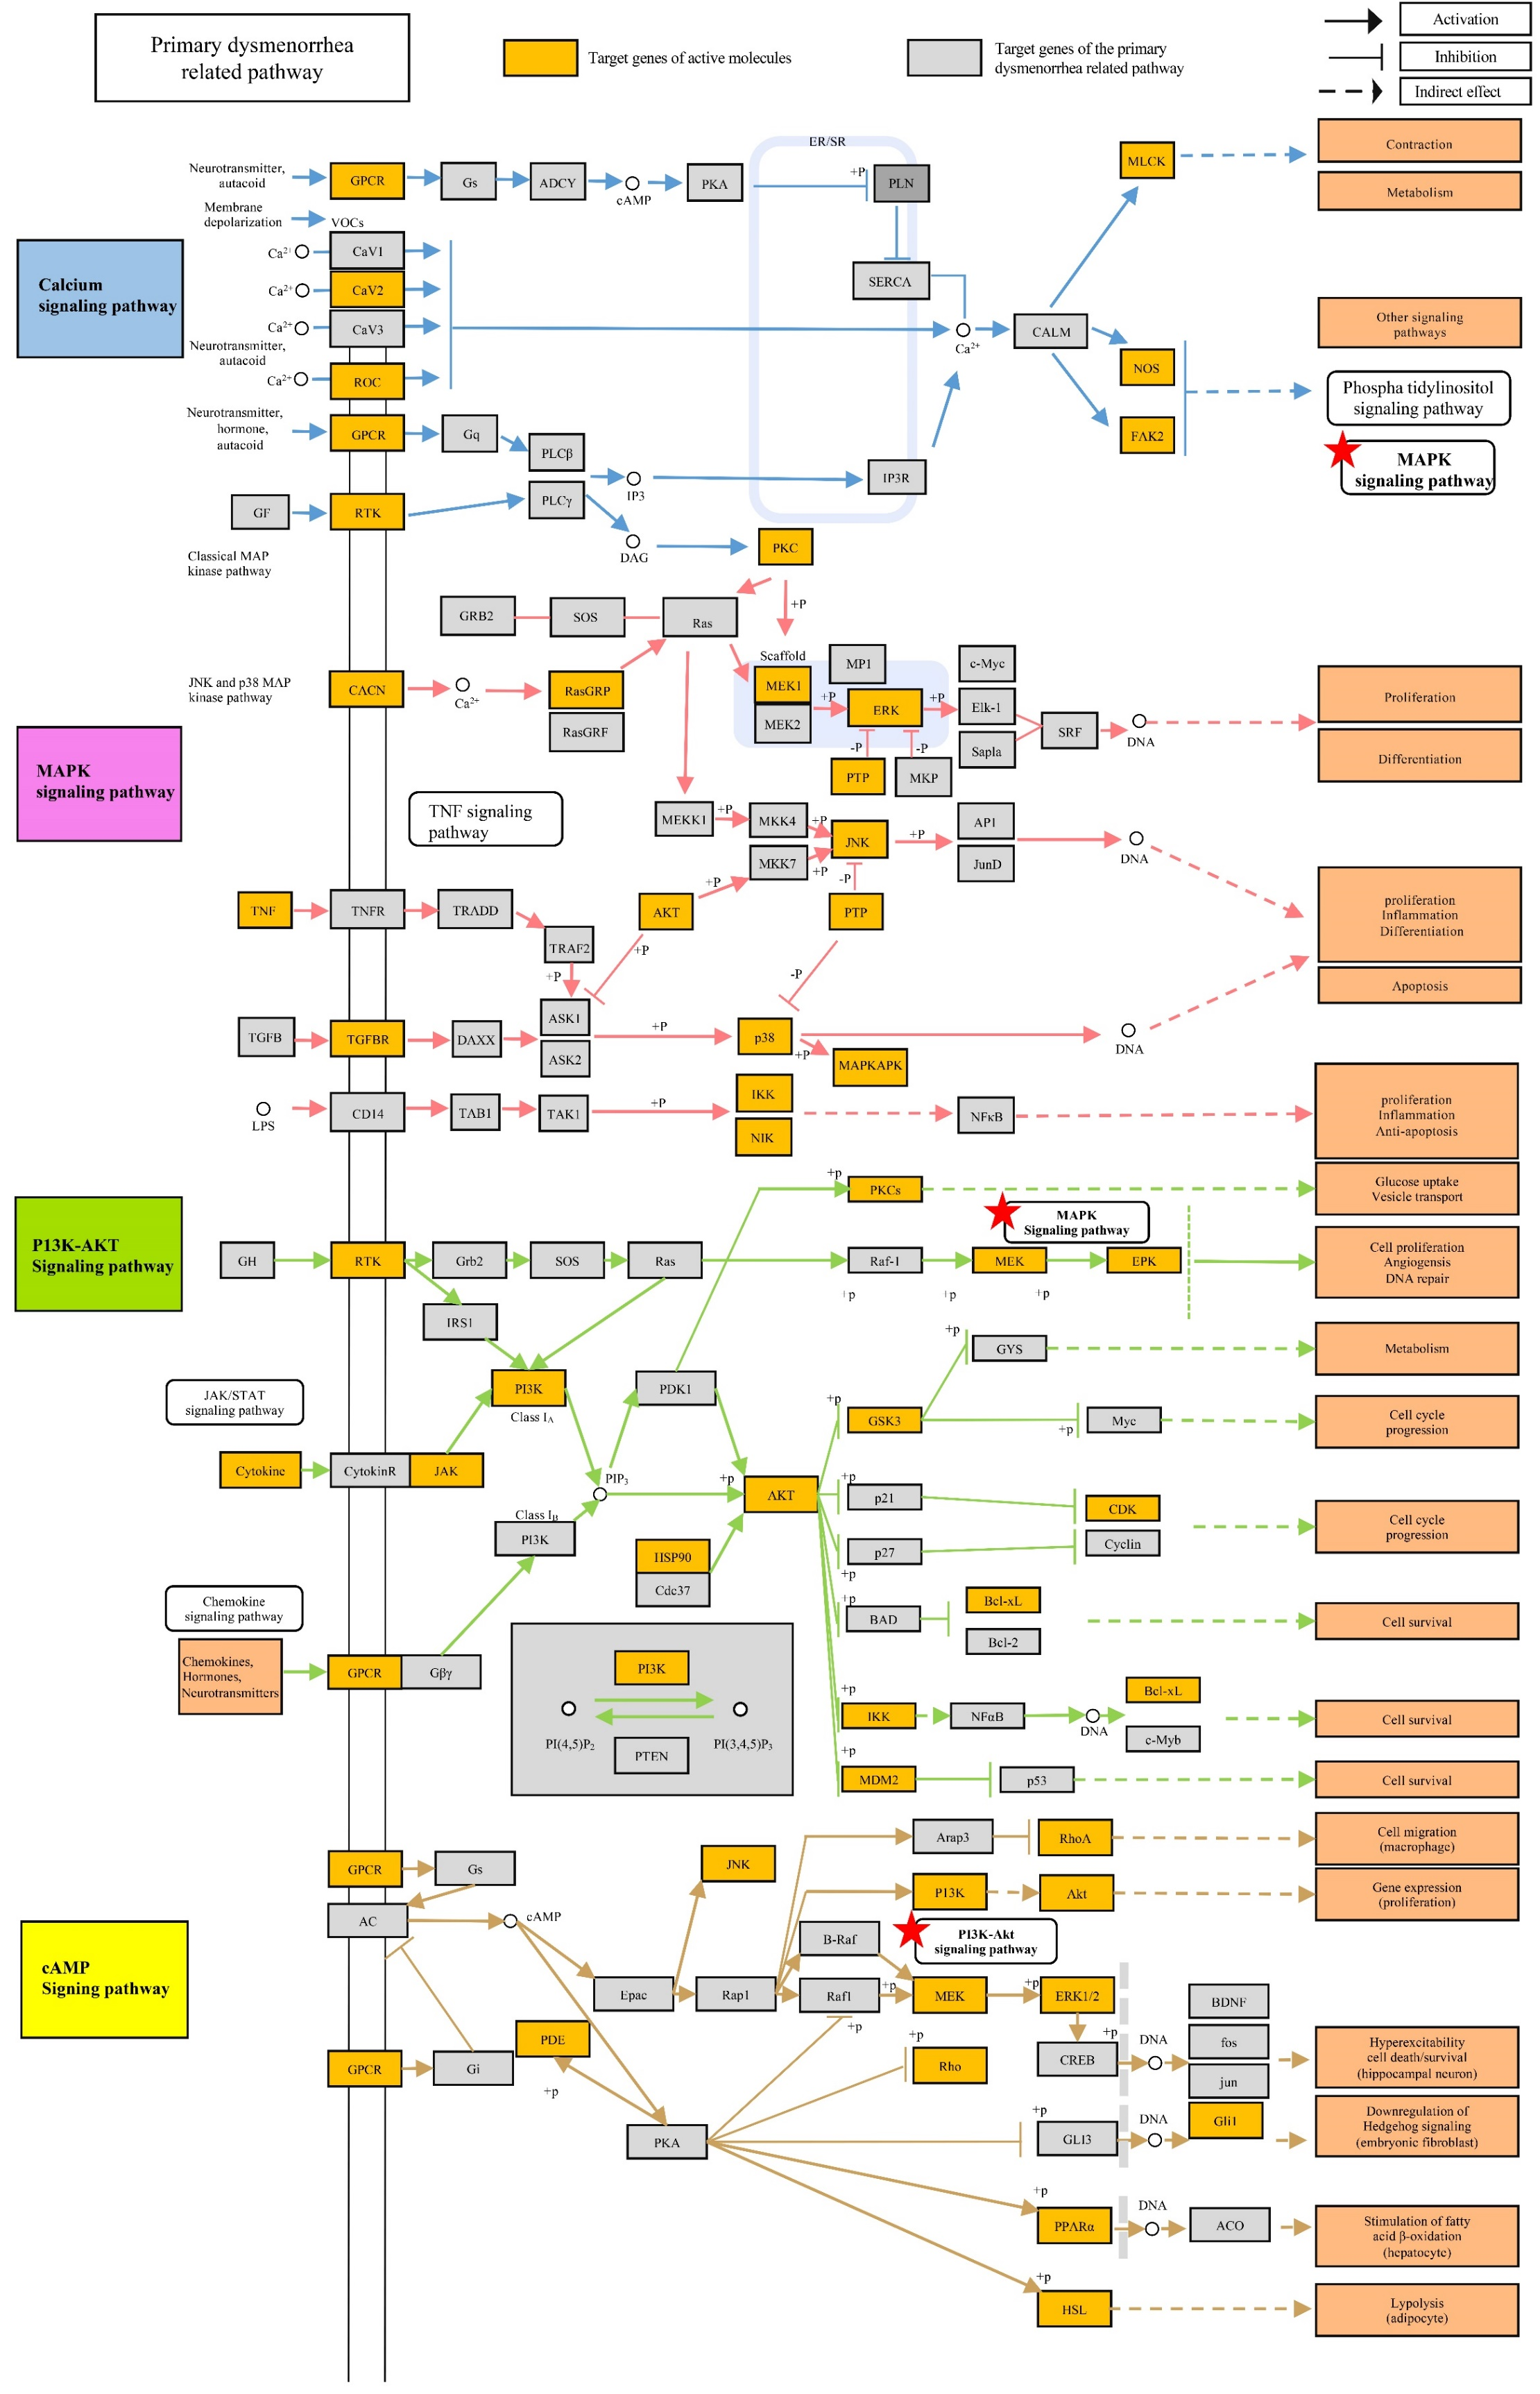 Primary dysmenorrhea
related pathway
Target genes of active molecules
Target genes of the primary
dysmenorrhea related pathway
Activation
Inhibition
Indirect effect
ER/SR
Neurotransmitter,
autacoid
GPCR
Gs
ADCY
cAMP
PKA
+P
PLN
MLCK
Contraction
Metabolism
Membrane
depolarization
VOCs
Calcium
signaling pathway
Ca²⁺
CaV1
Ca²⁺
CaV2
Ca²⁺
CaV3
Neurotransmitter,
autacoid
Ca²⁺
ROC
SERCA
Ca²⁺
CALM
NOS
FAK2
Other signaling
pathways
Phospha tidylinositol
signaling pathway
MAPK
signaling pathway
Neurotransmitter,
hormone,
autacoid
GPCR
Gq
PLCβ
PLCγ
IP3
IP3R
GF
RTK
DAG
PKC
Classical MAP
kinase pathway
GRB2
SOS
Ras
+P
Scaffold
MP1
c-Myc
JNK and p38 MAP
kinase pathway
CACN
Ca²⁺
RasGRP
RasGRF
MEK1
MEK2
+P
ERK
+P
Elk-1
Sapla
SRF
DNA
Proliferation
Differentiation
-P
-P
PTP
MKP
MAPK
signaling pathway
TNF signaling
pathway
MEKK1
+P
MKK4
+P
MKK7
+P
JNK
+P
AP1
JunD
DNA
-P
+P
TNF
TNFR
TRADD
TRAF2
AKT
PTP
+P
+P
-P
proliferation
Inflammation
Differentiation
Apoptosis
TGFB
TGFBR
DAXX
ASK1
ASK2
+P
p38
+P
MAPKAPK
DNA
LPS
CD14
TAB1
TAK1
+P
IKK
NIK
NFκB
proliferation
Inflammation
Anti-apoptosis
+p
PKCs
Glucose uptake
Vesicle transport
MAPK
Signaling pathway
P13K-AKT
Signaling pathway
GH
RTK
Grb2
SOS
Ras
Raf-1
MEK
EPK
+p
+p
+p
Cell proliferation
Angiogensis
DNA repair
IRS1
+p
GYS
Metabolism
JAK/STAT
signaling pathway
PI3K
Class I_A
PDK1
+p
GSK3
+p
Myc
Cell cycle
progression
Cytokine
CytokinR
JAK
PIP₃
+p
AKT
+p
p21
CDK
Cyclin
p27
+p
Cell cycle
progression
Class I_B
PI3K
HSP90
Cdc37
+p
BAD
Bcl-xL
Bcl-2
Cell survival
Chemokine
signaling pathway
Chemokines,
Hormones,
Neurotransmitters
GPCR
Gβγ
PI3K
PI(4,5)P₂
PI(3,4,5)P₃
PTEN
+p
IKK
NFαB
DNA
Bcl-xL
c-Myb
Cell survival
+p
MDM2
p53
Cell survival
Arap3
RhoA
Cell migration
(macrophage)
GPCR
Gs
JNK
P13K
Akt
Gene expression
(proliferation)
AC
cAMP
B-Raf
PI3K-Akt
signaling pathway
cAMP
Signing pathway
Epac
Rap1
Raf1
+p
MEK
+p
ERK1/2
BDNF
+p
PDE
+p
GPCR
Gi
+p
Rho
+p
CREB
DNA
fos
jun
Hyperexcitability
cell death/survival
(hippocampal neuron)
PKA
+p
GLI3
DNA
Gli1
Downregulation of
Hedgehog signaling
(embryonic fibroblast)
+p
PPARα
DNA
ACO
Stimulation of fatty
acid β-oxidation
(hepatocyte)
+p
HSL
Lypolysis
(adipocyte)